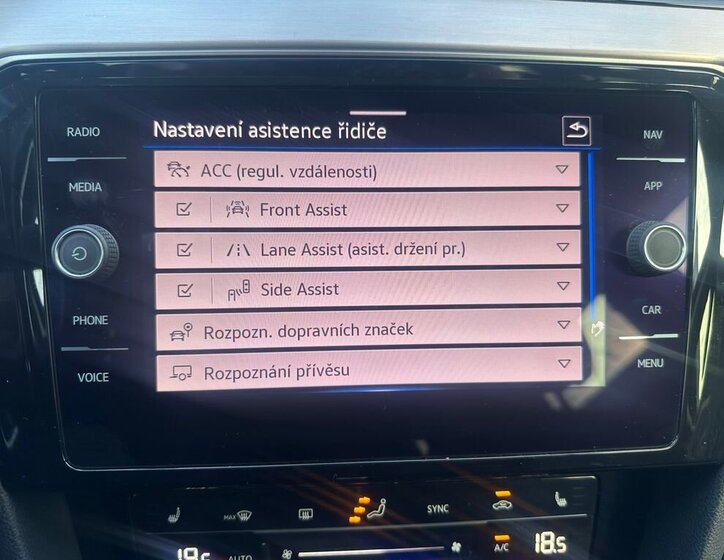 Nastavení asistence řidiče
RADIO
NAV
ACC (regul. vzdálenosti)
MEDIA
APP
Front Assist
Lane Assist (asist. držení pr.)
Side Assist
PHONE
CAR
Rozpozn. dopravních značek
VOICE
MENU
Rozpoznání přívěsu
MAX
SYNC
AUTO
A/C
18.5